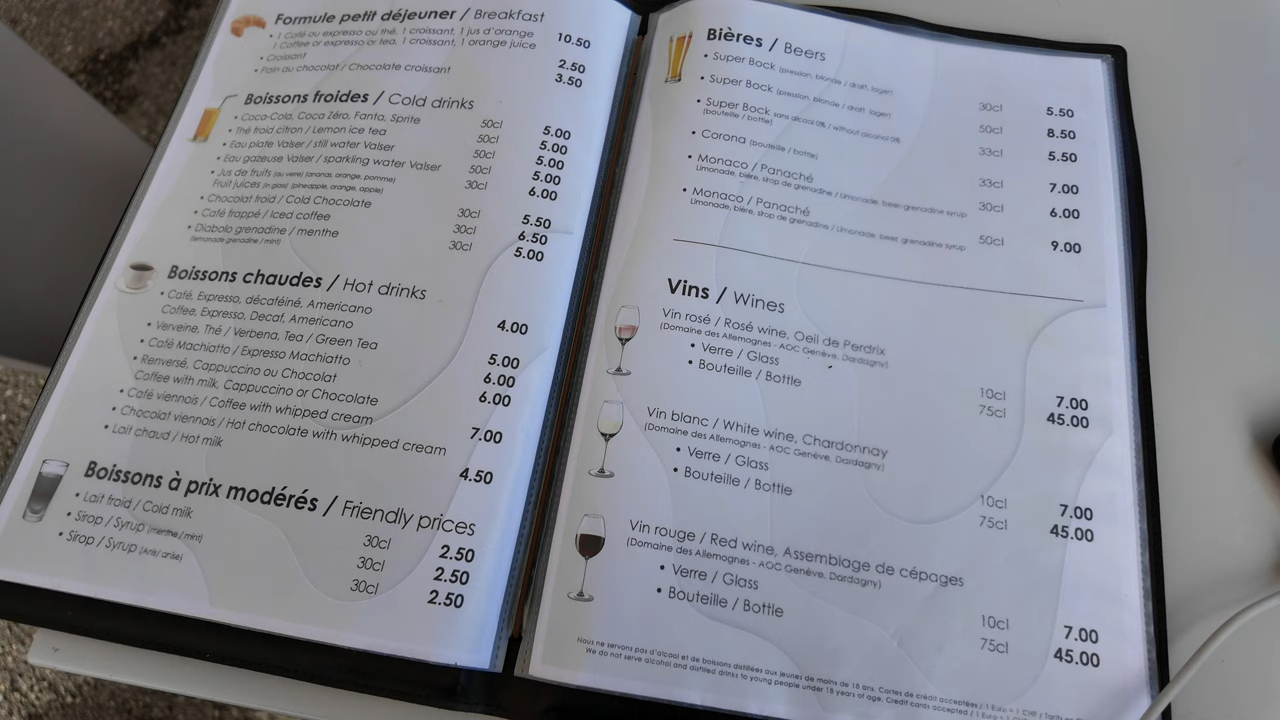 Formule petit déjeuner / Breakfast
• 1 Café ou expresso ou thé, 1 croissant, 1 jus d'orange
1 Coffee or expresso or tea, 1 croissant, 1 orange juice 10.50
• Croissant 2.50
• Pain au chocolat / Chocolate croissant 3.50
Boissons froides / Cold drinks
• Coca-Cola, Coca Zéro, Fanta, Sprite 50cl 5.00
• Thé froid citron / Lemon ice tea 50cl 5.00
• Eau plate Valser / still water Valser 50cl 5.00
• Eau gazeuse Valser / sparkling water Valser 50cl 5.00
• Jus de fruits (au verre) (ananas, orange, pomme) 30cl 6.00
Fruit juices (in glass) (pineapple, orange, apple)
• Chocolat froid / Cold Chocolate 30cl 5.50
• Café frappé / Iced coffee 30cl 6.50
• Diabolo grenadine / menthe 30cl 5.00
(lemonade grenadine / mint)
Boissons chaudes / Hot drinks
• Café, Expresso, décaféiné, Americano
Coffee, Expresso, Decaf, Americano 4.00
• Verveine, Thé / Verbena, Tea / Green Tea
• Café Machiatto / Expresso Machiatto 5.00
• Renversé, Cappuccino ou Chocolat 6.00
Coffee with milk, Cappuccino or Chocolate 6.00
• Café viennois / Coffee with whipped cream
• Chocolat viennois / Hot chocolate with whipped cream 7.00
• Lait chaud / Hot milk 4.50
Boissons à prix modérés / Friendly prices
• Lait froid / Cold milk 30cl 2.50
• Sirop / Syrup (menthe / mint) 30cl 2.50
• Sirop / Syrup (Anis/ anise) 30cl 2.50
Bières / Beers
• Super Bock (pression, blonde / draft, lager) 30cl 5.50
• Super Bock (pression, blonde / draft, lager) 50cl 8.50
• Super Bock sans alcool 0% / without alcohol 0% 33cl 5.50
(bouteille / bottle)
• Corona (bouteille / bottle) 33cl 7.00
• Monaco / Panaché 30cl 6.00
Limonade, bière, sirop de grenadine / Limonade, beer, grenadine syrup
• Monaco / Panaché 50cl 9.00
Limonade, bière, sirop de grenadine / Limonade, beer, grenadine syrup
Vins / Wines
Vin rosé / Rosé wine, Oeil de Perdrix
(Domaine des Allemognes - AOC Genève, Dardagny)
• Verre / Glass 10cl 7.00
• Bouteille / Bottle 75cl 45.00
Vin blanc / White wine, Chardonnay
(Domaine des Allemognes - AOC Genève, Dardagny)
• Verre / Glass 10cl 7.00
• Bouteille / Bottle 75cl 45.00
Vin rouge / Red wine, Assemblage de cépages
(Domaine des Allemognes - AOC Genève, Dardagny)
• Verre / Glass 10cl 7.00
• Bouteille / Bottle 75cl 45.00
Nous ne servons pas d'alcool et de boissons distillées aux jeunes de moins de 18 ans. Cartes de crédit acceptées / 1 Euro = 1 CHF / Tarifs
We do not serve alcohol and distilled drinks to young people under 18 years of age. Credit cards accepted / 1 Euro = 1 CHF